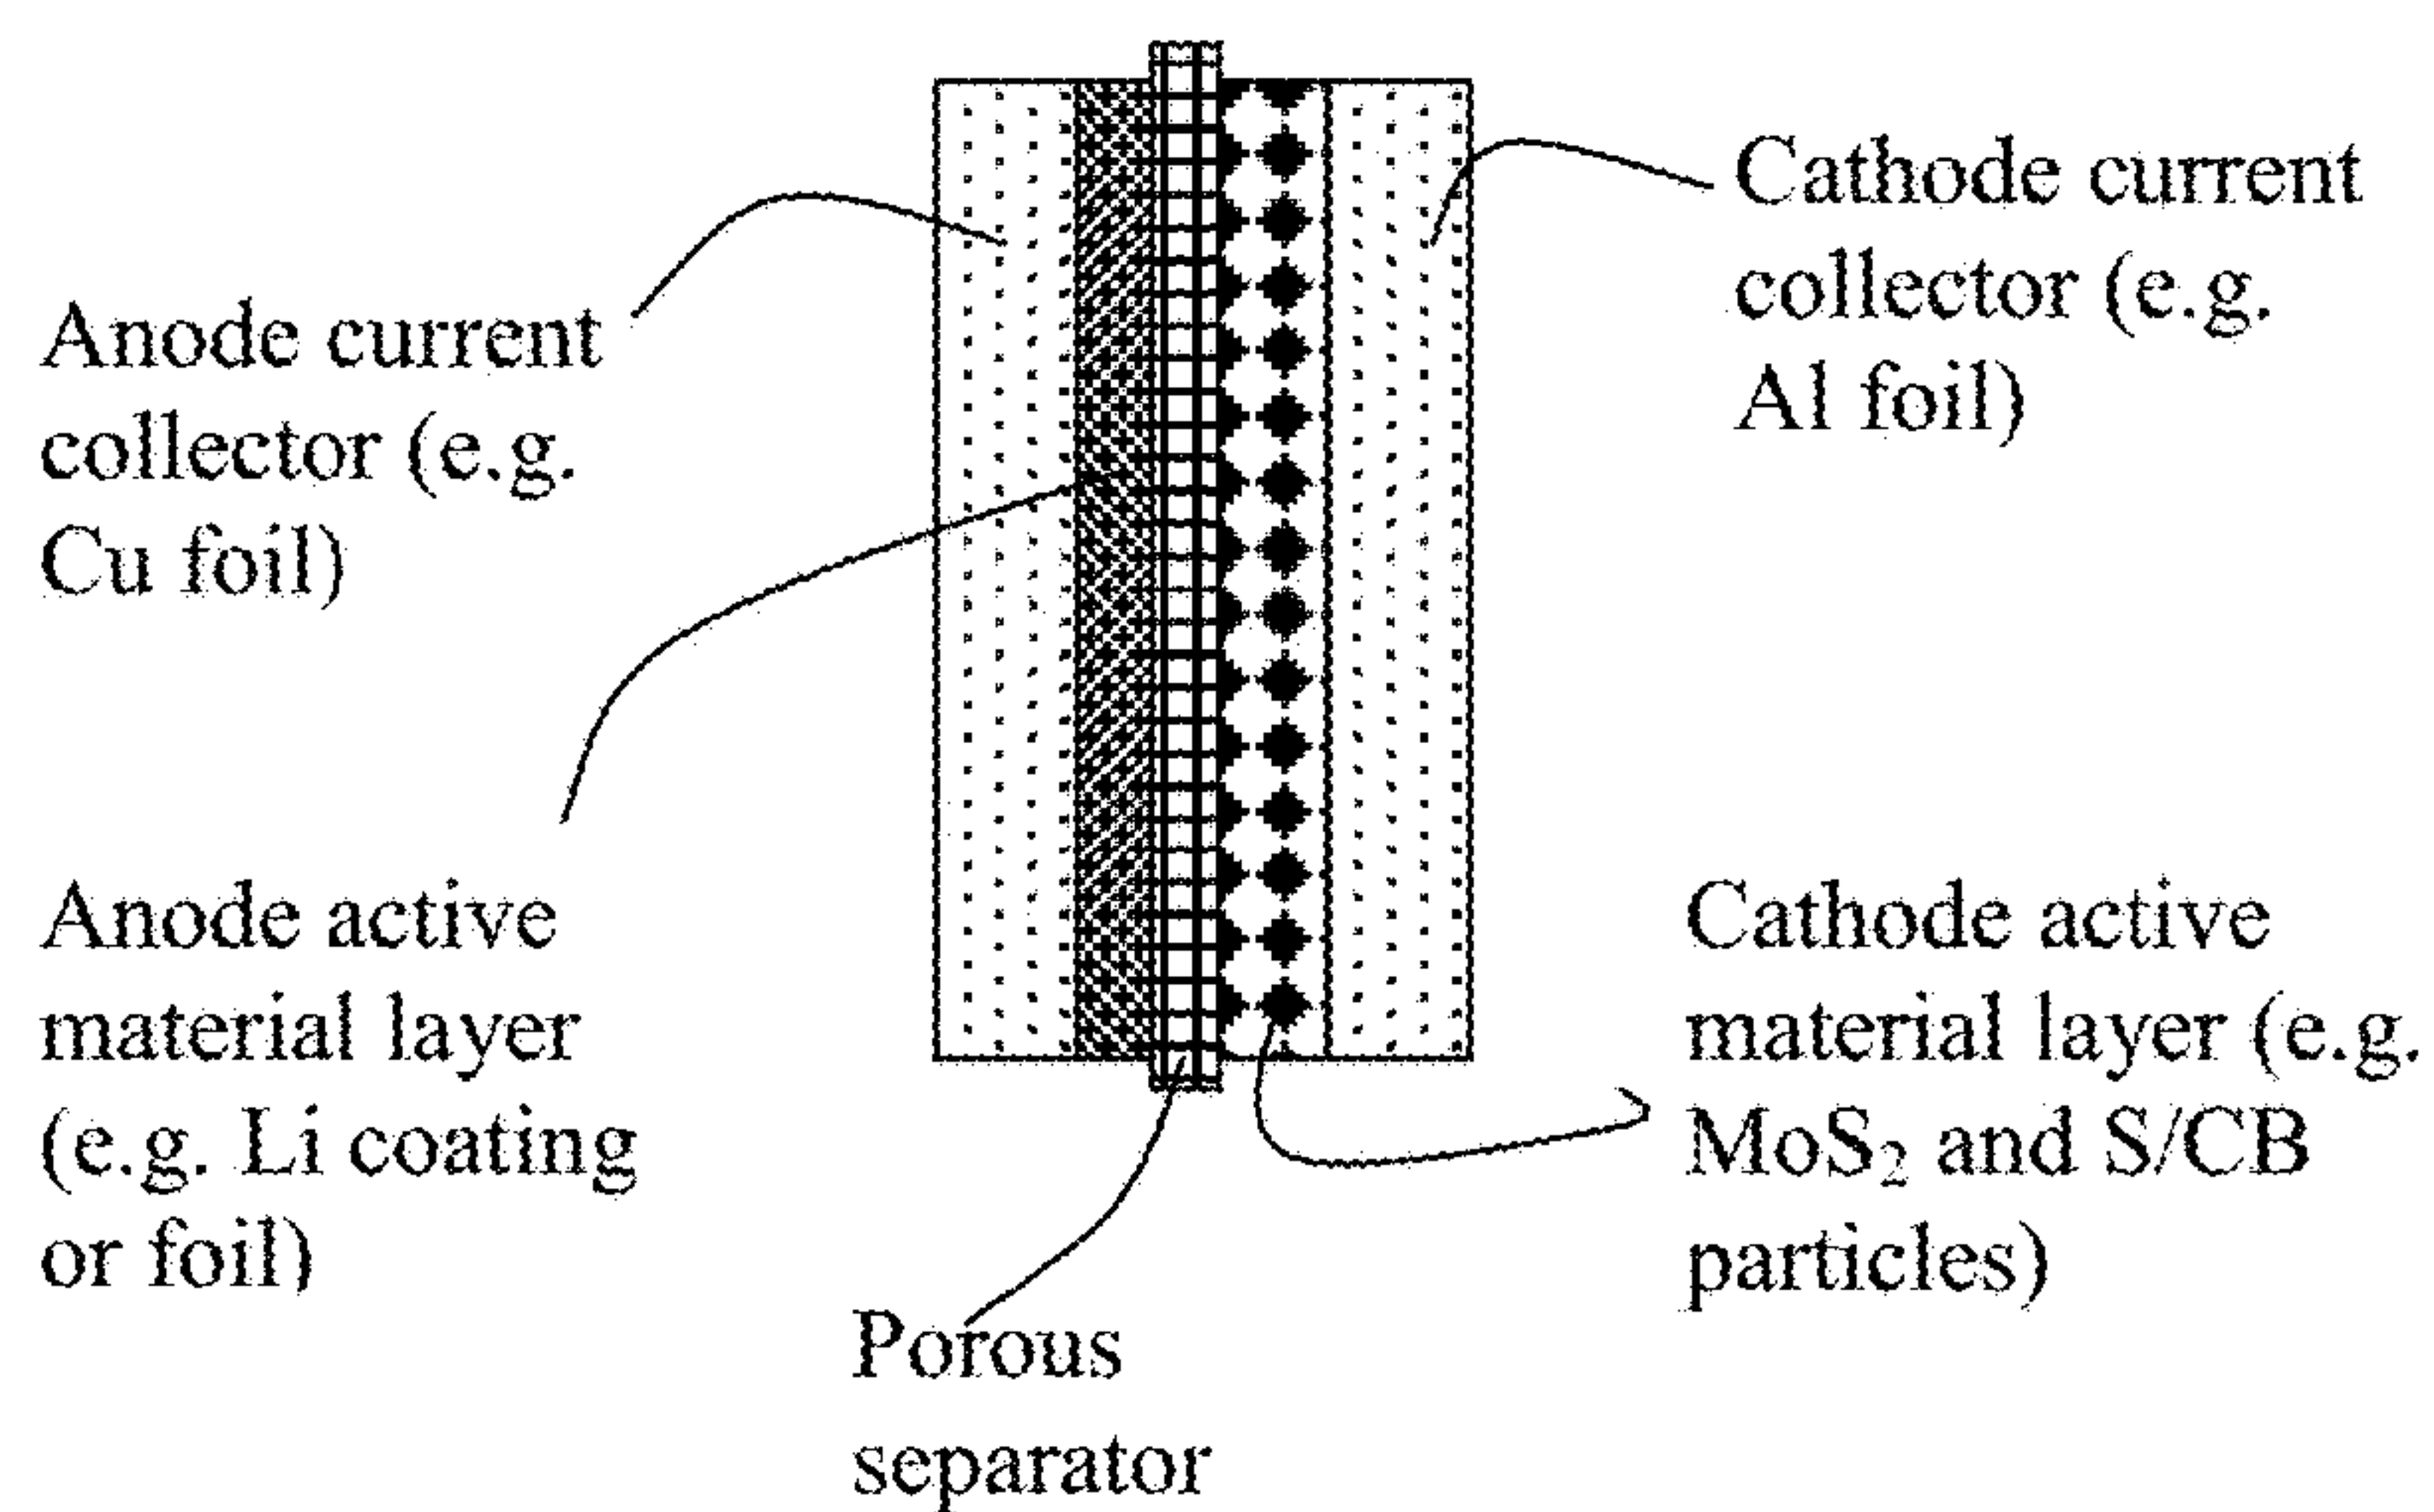 Anode current
collector (e.g.
Cu foil)
Anode active
material layer
(e.g. Li coating
or foil)
Porous
separator
Cathode current
collector (e.g.
Al foil)
Cathode active
material layer (e.g.
MoS₂ and S/CB
particles)